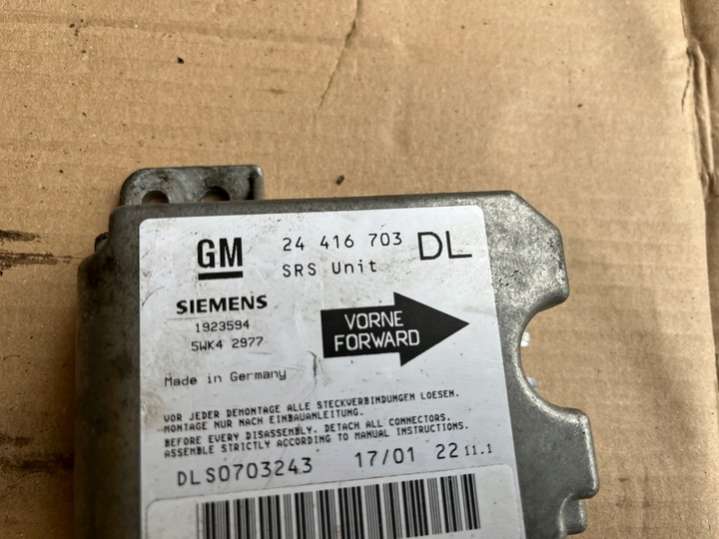 GM 24 416 703 DL
SRS Unit
SIEMENS
1923594
5WK4 2977
VORNE
FORWARD
Made in Germany
VOR JEDER DEMONTAGE ALLE STECKVERBINDUNGEN LOESEN.
MONTAGE NUR NACH EINBAUANLEITUNG.
BEFORE EVERY DISASSEMBLY. DETACH ALL CONNECTORS.
ASSEMBLE STRICTLY ACCORDING TO MANUAL INSTRUCTIONS.
DLS0703243 17/01 22 11.1